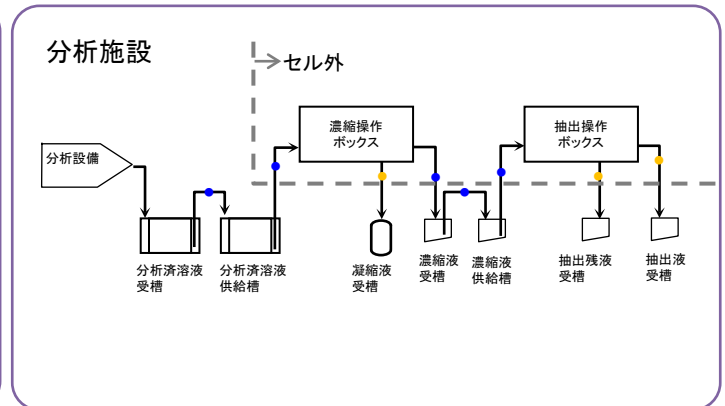 分析施設
セル外
分析設備
濃縮操作
ボックス
抽出操作
ボックス
分析済溶液
受槽
分析済溶液
供給槽
凝縮液
受槽
濃縮液
受槽
濃縮液
供給槽
抽出残液
受槽
抽出液
受槽